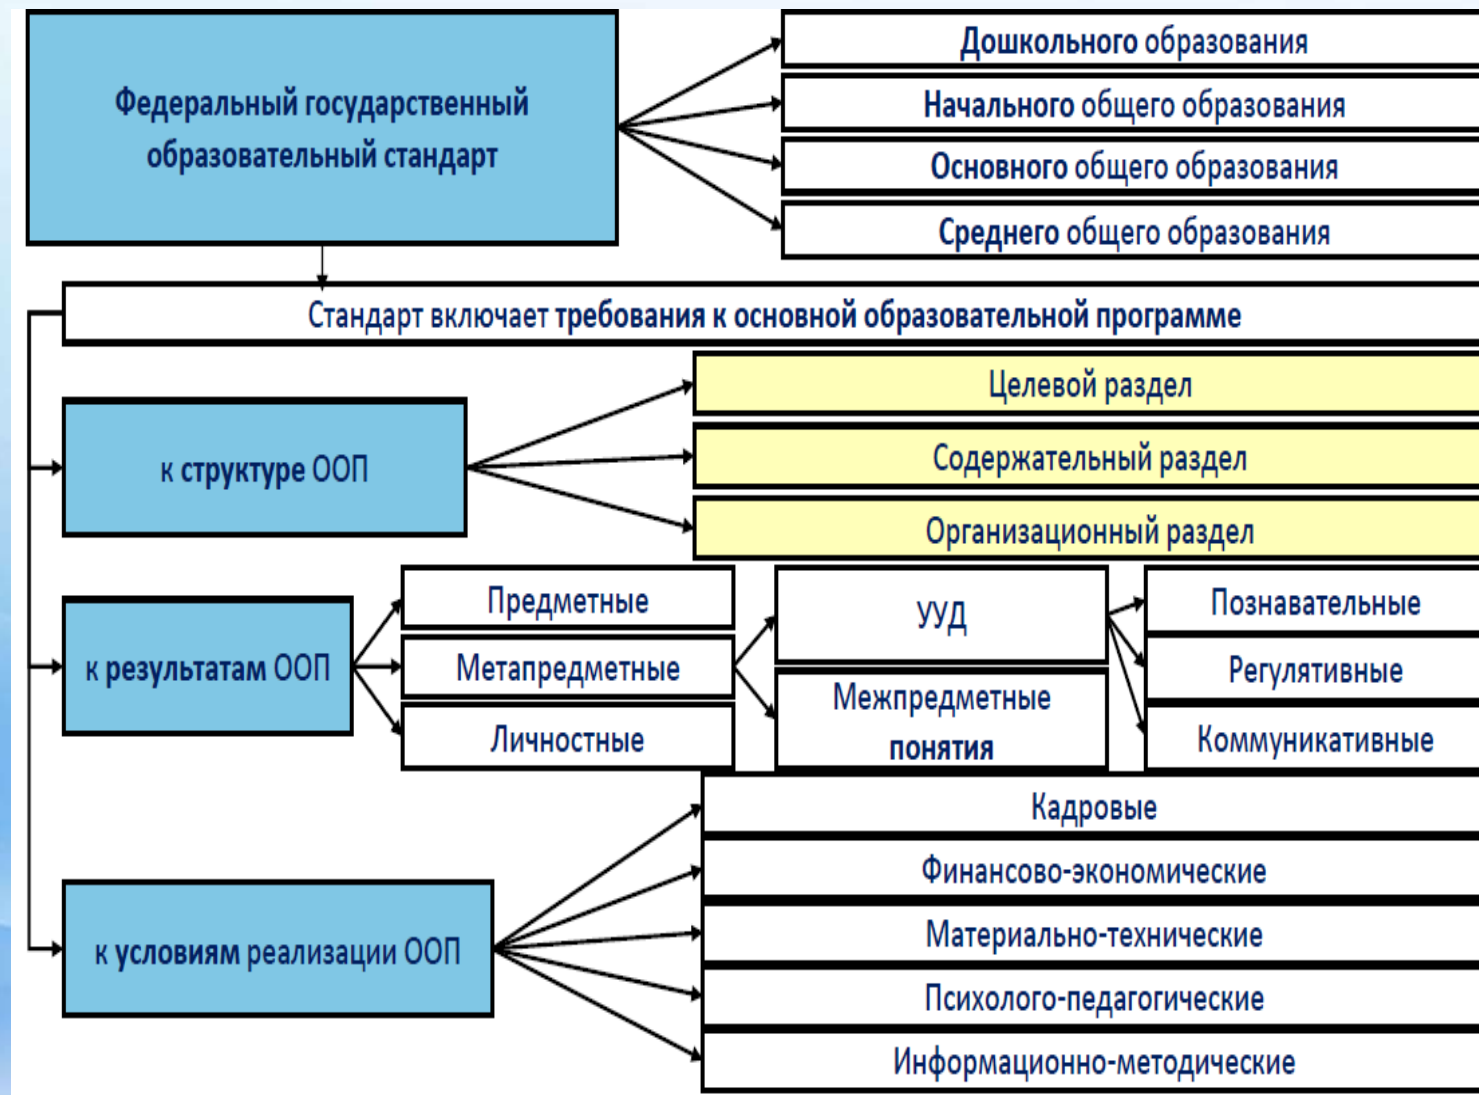 Федеральный государственный
образовательный стандарт
Дошкольного образования
Начального общего образования
Основного общего образования
Среднего общего образования
Стандарт включает требования к основной образовательной программе
к структуре ООП
Целевой раздел
Содержательный раздел
Организационный раздел
к результатам ООП
Предметные
Метапредметные
Личностные
УУД
Межпредметные
понятия
Познавательные
Регулятивные
Коммуникативные
к условиям реализации ООП
Кадровые
Финансово-экономические
Материально-технические
Психолого-педагогические
Информационно-методические